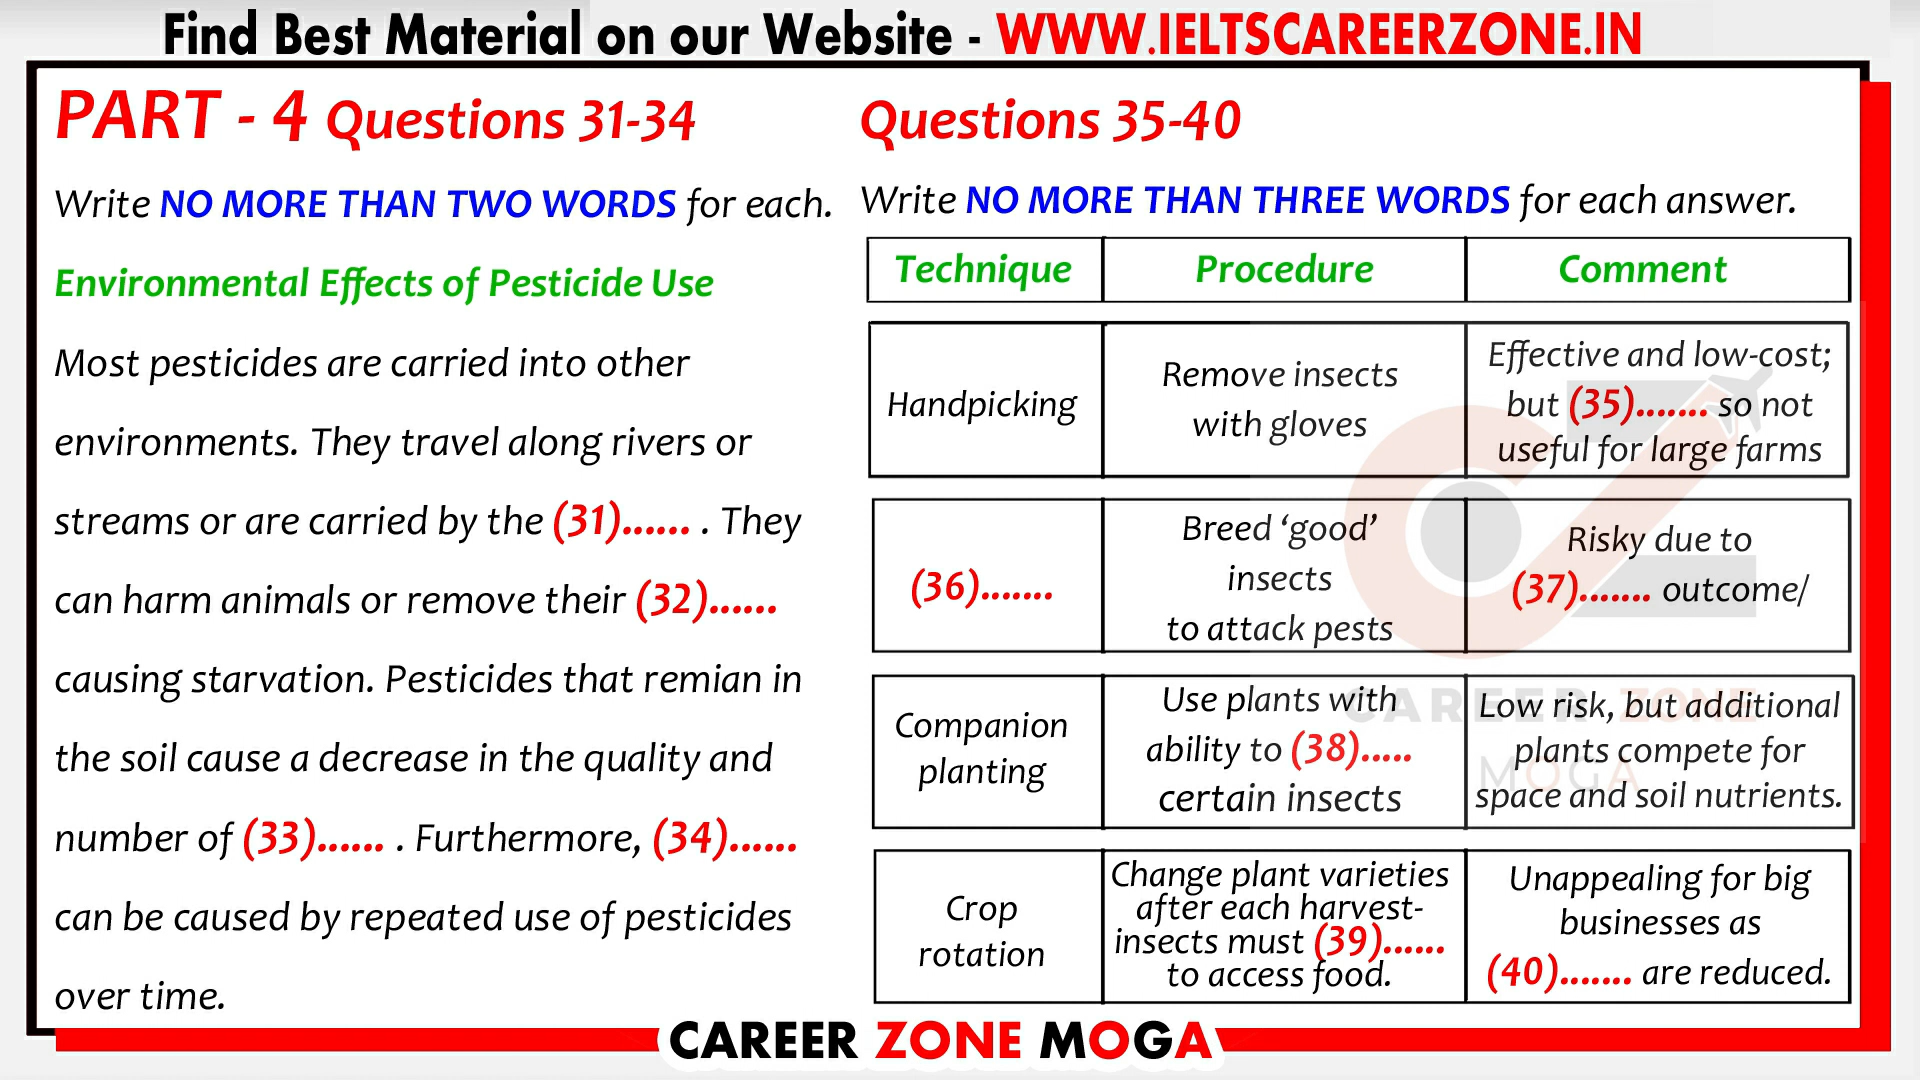 Find Best Material on our Website - WWW.IELTSCAREERZONE.IN
PART - 4 Questions 31-34
Write NO MORE THAN TWO WORDS for each.
Environmental Effects of Pesticide Use
Most pesticides are carried into other
environments. They travel along rivers or
streams or are carried by the (31)...... . They
can harm animals or remove their (32)......
causing starvation. Pesticides that remian in
the soil cause a decrease in the quality and
number of (33)...... . Furthermore, (34)......
can be caused by repeated use of pesticides
over time.
Questions 35-40
Write NO MORE THAN THREE WORDS for each answer.
Technique
Procedure
Comment
Handpicking
Remove insects
with gloves
Effective and low-cost;
but (35)....... so not
useful for large farms
(36).......
Breed ‘good’
insects
to attack pests
Risky due to
(37)....... outcome/
Companion
planting
Use plants with
ability to (38).....
certain insects
Low risk, but additional
plants compete for
space and soil nutrients.
Crop
rotation
Change plant varieties
after each harvest-
insects must (39)......
to access food.
Unappealing for big
businesses as
(40)....... are reduced.
CAREER ZONE
MOGA
CAREER ZONE MOGA